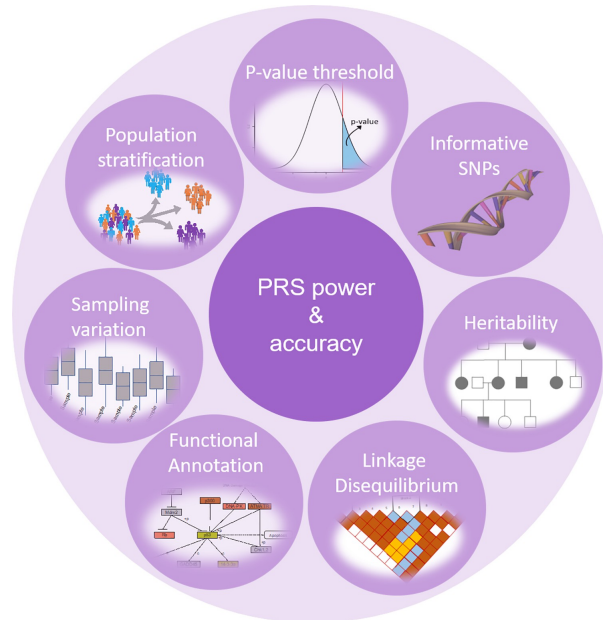 P-value threshold
p-value
Informative
SNPs
Heritability
Linkage
Disequilibrium
Functional
Annotation
Sampling
variation
Population
stratification
PRS power
&
accuracy